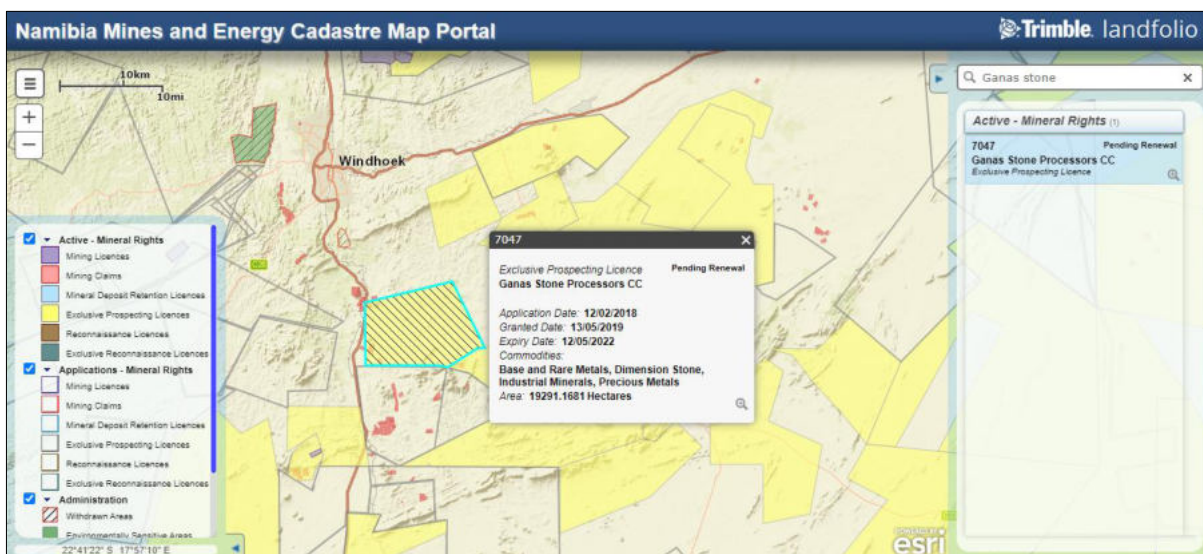 Namibia Mines and Energy Cadastre Map Portal
Trimble. landfolio
10km
10mi
+
−
Windhoek
Ganas stone
Active - Mineral Rights (1)
7047 Pending Renewal
Ganas Stone Processors CC
Exclusive Prospecting Licence
7047
Exclusive Prospecting Licence Pending Renewal
Ganas Stone Processors CC
Application Date: 12/02/2018
Granted Date: 13/05/2019
Expiry Date: 12/05/2022
Commodities:
Base and Rare Metals, Dimension Stone,
Industrial Minerals, Precious Metals
Area: 19291.1681 Hectares
Active - Mineral Rights
Mining Licences
Mining Claims
Mineral Deposit Retention Licences
Exclusive Prospecting Licences
Reconnaissance Licences
Exclusive Reconnaissance Licences
Applications - Mineral Rights
Mining Licences
Mining Claims
Mineral Deposit Retention Licences
Exclusive Prospecting Licences
Reconnaissance Licences
Exclusive Reconnaissance Licences
Administration
Withdrawn Areas
Environmentally Sensitive Areas
22°41'22" S 17°57'10" E
esri